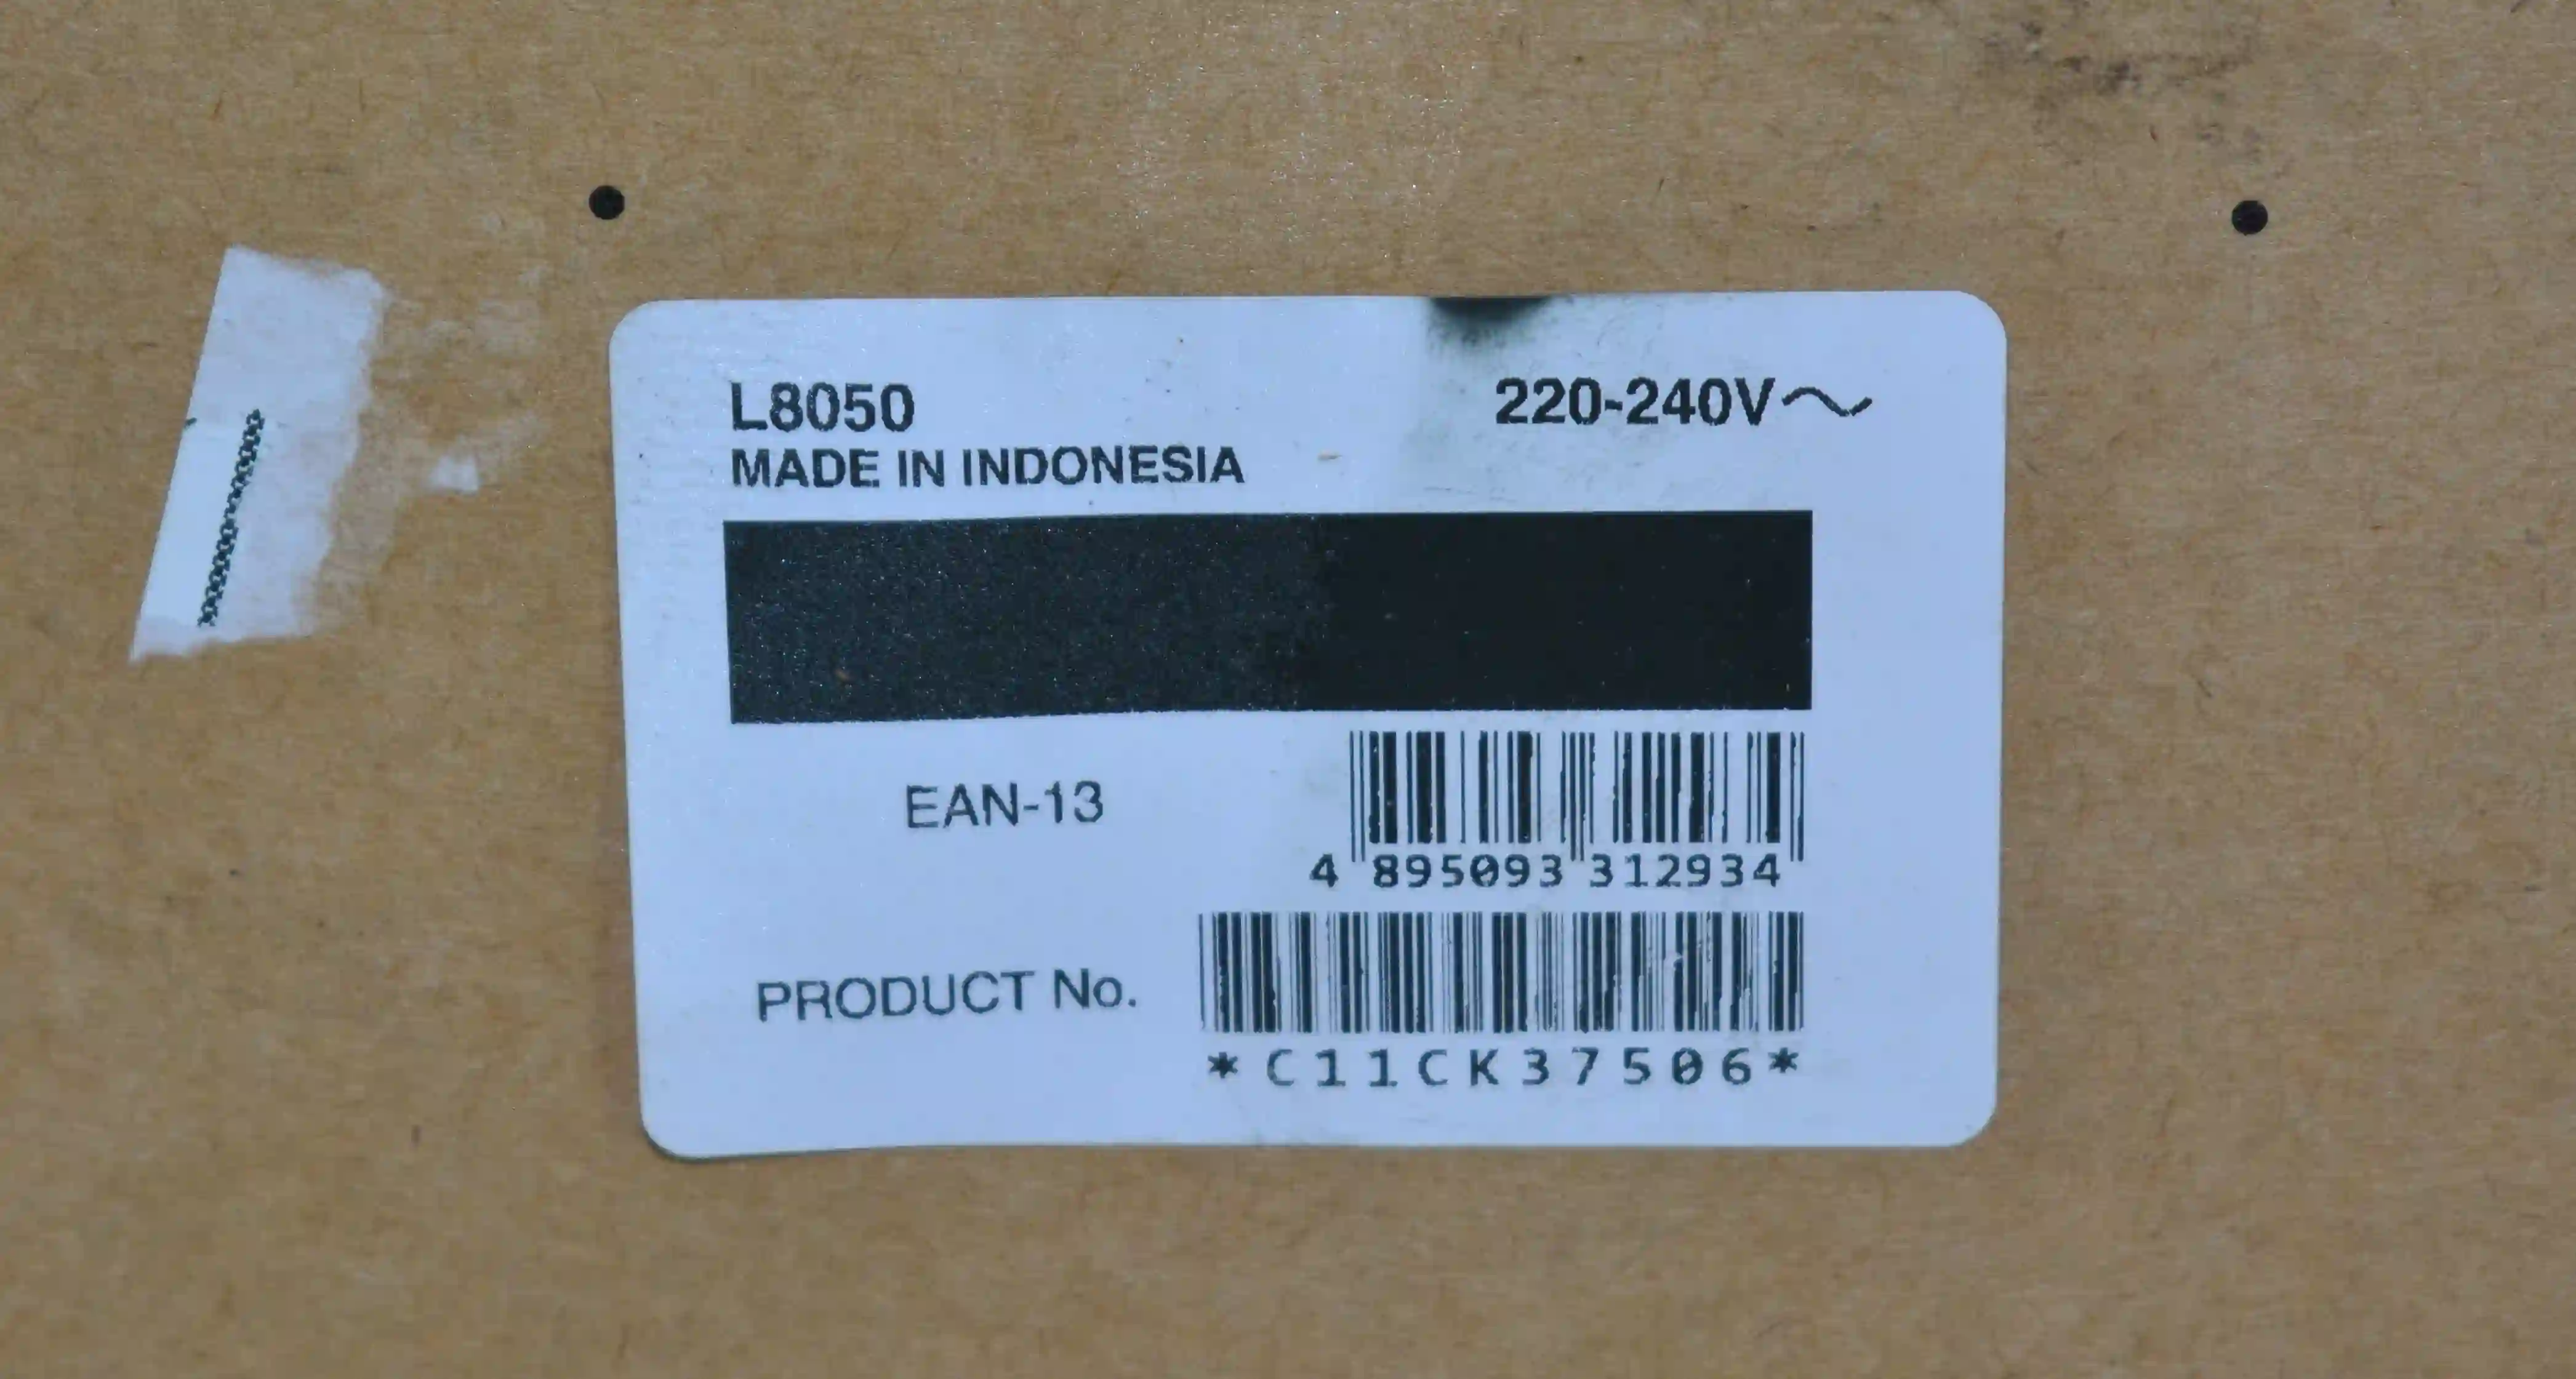 L8050 220-240V～
MADE IN INDONESIA
EAN-13
4 895093 312934
PRODUCT No.
*C11CK37506*